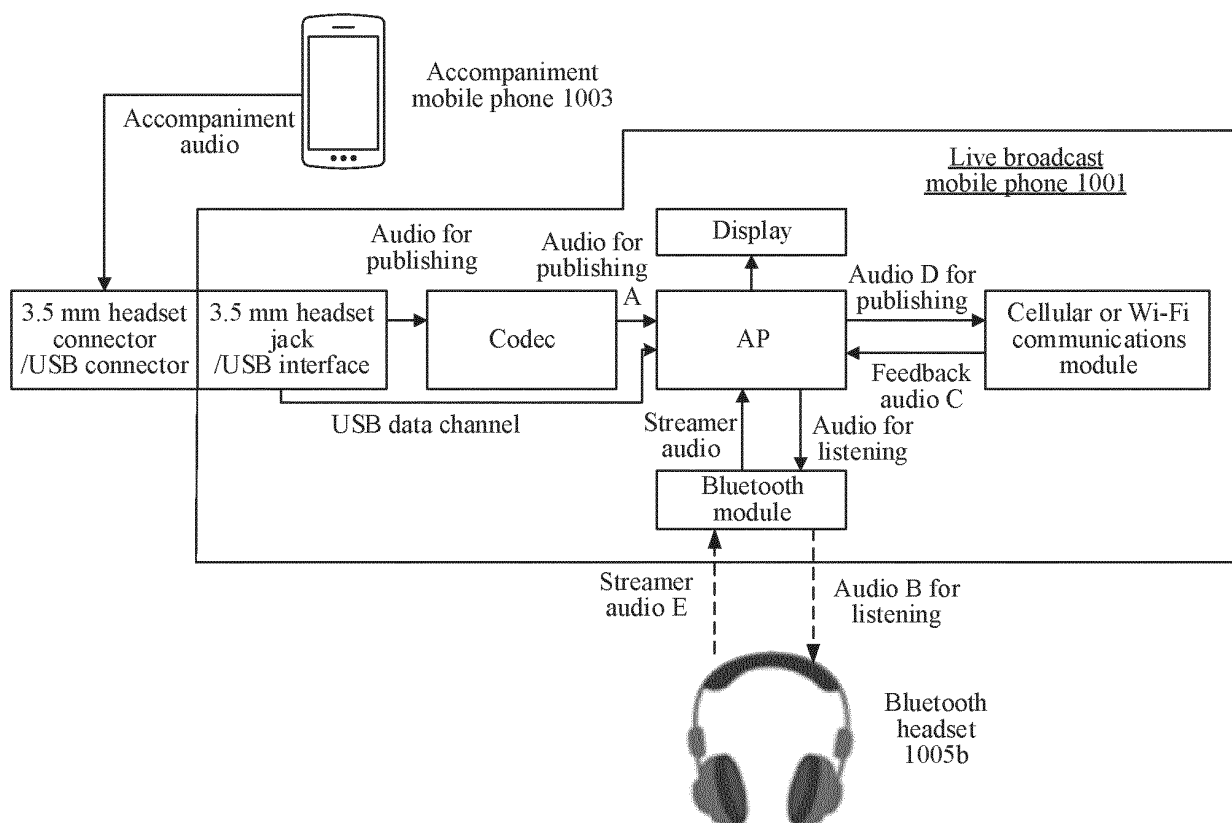 Accompaniment
mobile phone 1003
Accompaniment
audio
Live broadcast
mobile phone 1001
Audio for
publishing
Audio for
publishing
A
Display
Audio D for
publishing
3.5 mm headset
connector
/USB connector
3.5 mm headset
jack
/USB interface
Codec
AP
Cellular or Wi-Fi
communications
module
Feedback
audio C
USB data channel
Streamer
audio
Audio for
listening
Bluetooth
module
Streamer
audio E
Audio B for
listening
Bluetooth
headset
1005b